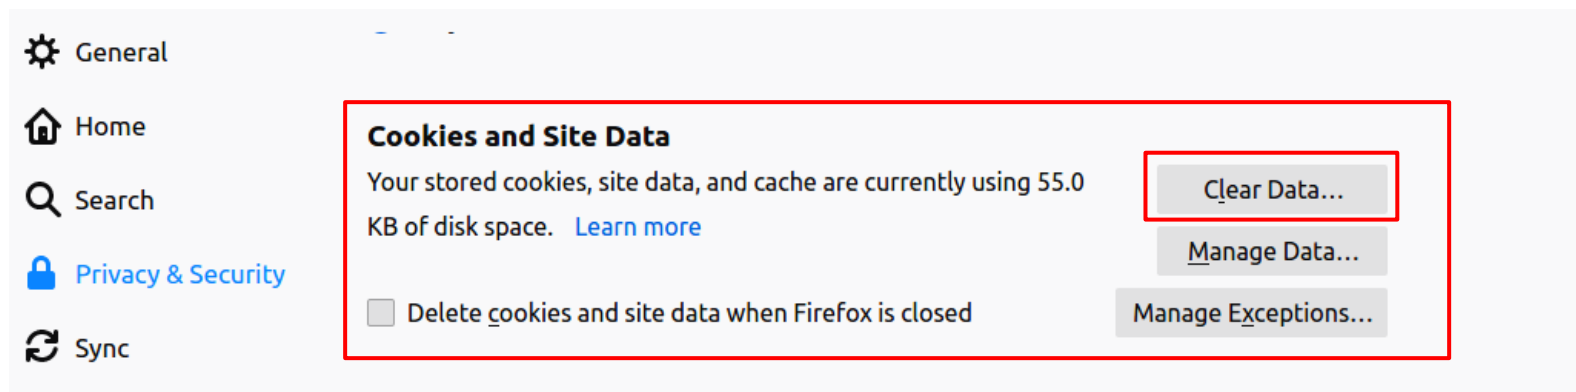 General
Home
Search
Privacy & Security
Sync
Cookies and Site Data
Your stored cookies, site data, and cache are currently using 55.0
KB of disk space. Learn more
Delete cookies and site data when Firefox is closed
Clear Data...
Manage Data...
Manage Exceptions...